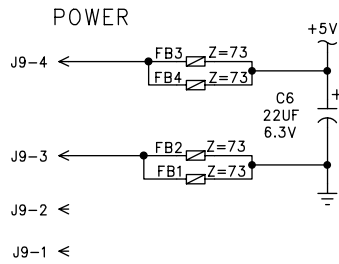 POWER
+5V
J9-4
FB3 Z=73
FB4 Z=73
C6
22UF
6.3V
+
J9-3
FB2 Z=73
FB1 Z=73
J9-2
J9-1